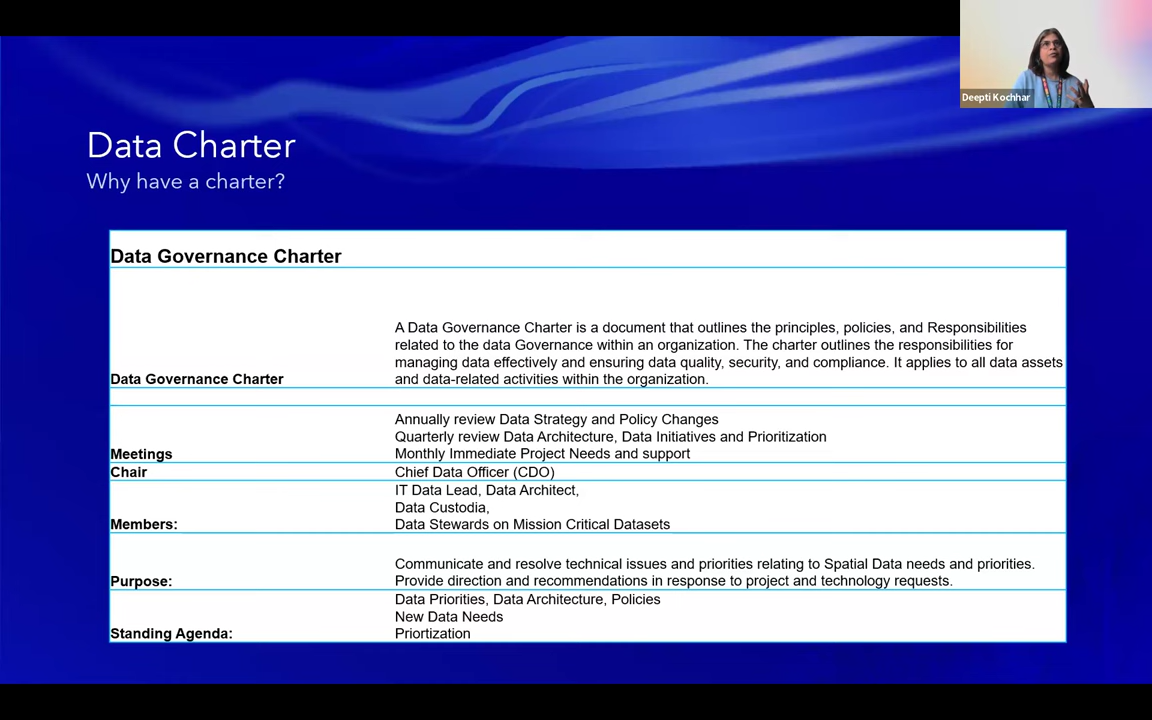 Deepti Kochhar
Data Charter
Why have a charter?
Data Governance Charter
A Data Governance Charter is a document that outlines the principles, policies, and Responsibilities
related to the data Governance within an organization. The charter outlines the responsibilities for
managing data effectively and ensuring data quality, security, and compliance. It applies to all data assets
and data-related activities within the organization.
Data Governance Charter
Annually review Data Strategy and Policy Changes
Quarterly review Data Architecture, Data Initiatives and Prioritization
Monthly Immediate Project Needs and support
Meetings
Chair
Chief Data Officer (CDO)
IT Data Lead, Data Architect,
Data Custodia,
Data Stewards on Mission Critical Datasets
Members:
Communicate and resolve technical issues and priorities relating to Spatial Data needs and priorities.
Provide direction and recommendations in response to project and technology requests.
Purpose:
Data Priorities, Data Architecture, Policies
New Data Needs
Priortization
Standing Agenda: